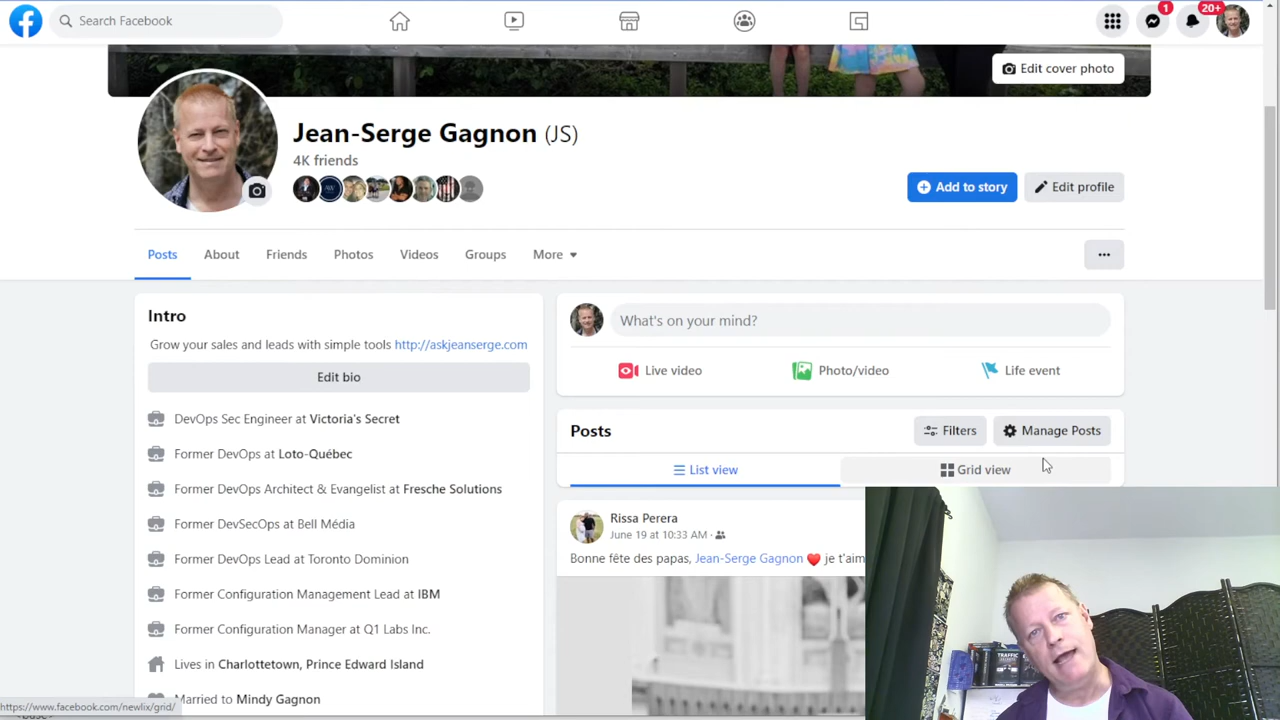 Search Facebook
1
20+
Edit cover photo
Jean-Serge Gagnon (JS)
4K friends
Add to story
Edit profile
Posts
About
Friends
Photos
Videos
Groups
More
Intro
Grow your sales and leads with simple tools http://askjeanserge.com
Edit bio
DevOps Sec Engineer at Victoria's Secret
Former DevOps at Loto-Québec
Former DevOps Architect & Evangelist at Fresche Solutions
Former DevSecOps at Bell Média
Former DevOps Lead at Toronto Dominion
Former Configuration Management Lead at IBM
Former Configuration Manager at Q1 Labs Inc.
Lives in Charlottetown, Prince Edward Island
Married to Mindy Gagnon
What's on your mind?
Live video
Photo/video
Life event
Posts
Filters
Manage Posts
List view
Grid view
Rissa Perera
June 19 at 10:33 AM ·
Bonne fête des papas, Jean-Serge Gagnon ❤️ je t'aim
TRAFFIC
https://www.facebook.com/newlix/grid/